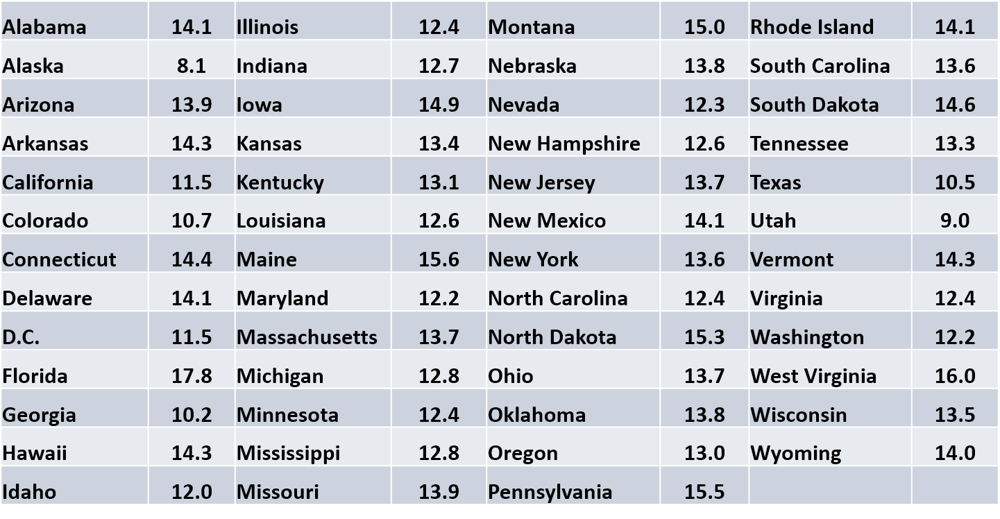 Alabama 14.1 Illinois 12.4 Montana 15.0 Rhode Island 14.1
Alaska 8.1 Indiana 12.7 Nebraska 13.8 South Carolina 13.6
Arizona 13.9 Iowa 14.9 Nevada 12.3 South Dakota 14.6
Arkansas 14.3 Kansas 13.4 New Hampshire 12.6 Tennessee 13.3
California 11.5 Kentucky 13.1 New Jersey 13.7 Texas 10.5
Colorado 10.7 Louisiana 12.6 New Mexico 14.1 Utah 9.0
Connecticut 14.4 Maine 15.6 New York 13.6 Vermont 14.3
Delaware 14.1 Maryland 12.2 North Carolina 12.4 Virginia 12.4
D.C. 11.5 Massachusetts 13.7 North Dakota 15.3 Washington 12.2
Florida 17.8 Michigan 12.8 Ohio 13.7 West Virginia 16.0
Georgia 10.2 Minnesota 12.4 Oklahoma 13.8 Wisconsin 13.5
Hawaii 14.3 Mississippi 12.8 Oregon 13.0 Wyoming 14.0
Idaho 12.0 Missouri 13.9 Pennsylvania 15.5